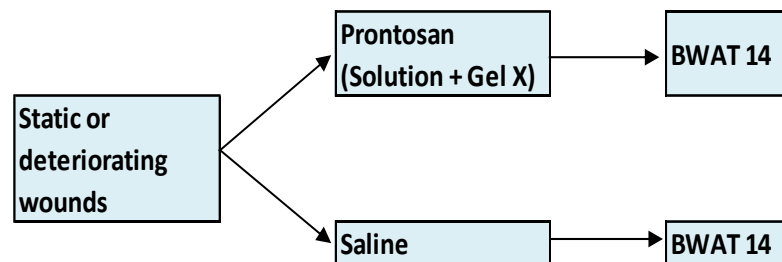 Prontosan
(Solution + Gel X)
BWAT 14
Static or
deteriorating
wounds
Saline
BWAT 14